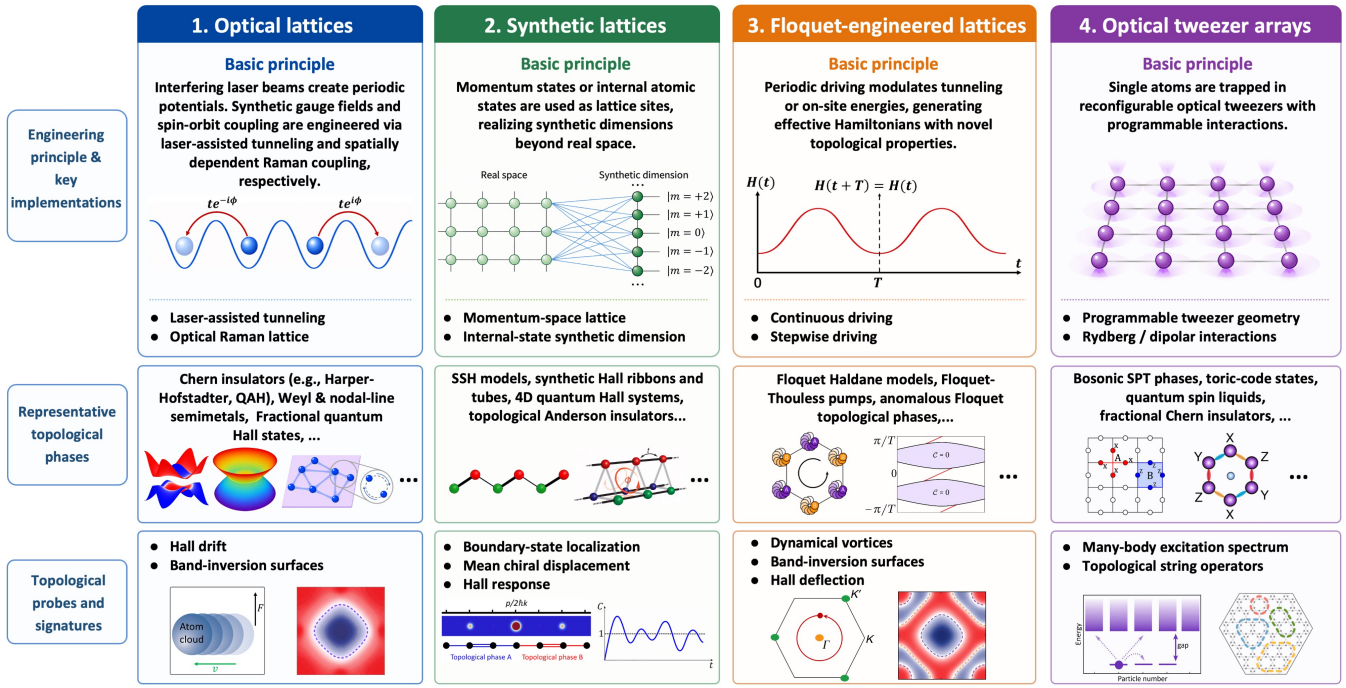 1. Optical lattices
2. Synthetic lattices
3. Floquet-engineered lattices
4. Optical tweezer arrays
Engineering
principle &
key
implementations
Basic principle
Interfering laser beams create periodic
potentials. Synthetic gauge fields and
spin-orbit coupling are engineered via
laser-assisted tunneling and spatially
dependent Raman coupling,
respectively.
te^{-iϕ}
te^{iϕ}
● Laser-assisted tunneling
● Optical Raman lattice
Basic principle
Momentum states or internal atomic
states are used as lattice sites,
realizing synthetic dimensions
beyond real space.
Real space
Synthetic dimension
...
|m = +2⟩
|m = +1⟩
|m = 0⟩
|m = −1⟩
|m = −2⟩
...
● Momentum-space lattice
● Internal-state synthetic dimension
Basic principle
Periodic driving modulates tunneling
or on-site energies, generating
effective Hamiltonians with novel
topological properties.
H(t)
H(t + T) = H(t)
t
0
T
● Continuous driving
● Stepwise driving
Basic principle
Single atoms are trapped in
reconfigurable optical tweezers with
programmable interactions.
● Programmable tweezer geometry
● Rydberg / dipolar interactions
Representative
topological
phases
Chern insulators (e.g., Harper-
Hofstadter, QAH), Weyl & nodal-line
semimetals, Fractional quantum
Hall states, ...
...
SSH models, synthetic Hall ribbons and
tubes, 4D quantum Hall systems,
topological Anderson insulators...
t
ϕ
...
Floquet Haldane models, Floquet-
Thouless pumps, anomalous Floquet
topological phases,...
π/T
0
−π/T
C = 0
C = 0
...
Bosonic SPT phases, toric-code states,
quantum spin liquids,
fractional Chern insulators, ...
X
A
X
X
X
Z
B
Z
Z
Z
X
Y
Z
Z
Y
X
...
Topological
probes and
signatures
● Hall drift
● Band-inversion surfaces
Atom
cloud
F
v
● Boundary-state localization
● Mean chiral displacement
● Hall response
p/2ħk
Topological phase A
Topological phase B
C
1
t
● Dynamical vortices
● Band-inversion surfaces
● Hall deflection
K'
K
Γ
● Many-body excitation spectrum
● Topological string operators
Energy
gap
Particle number